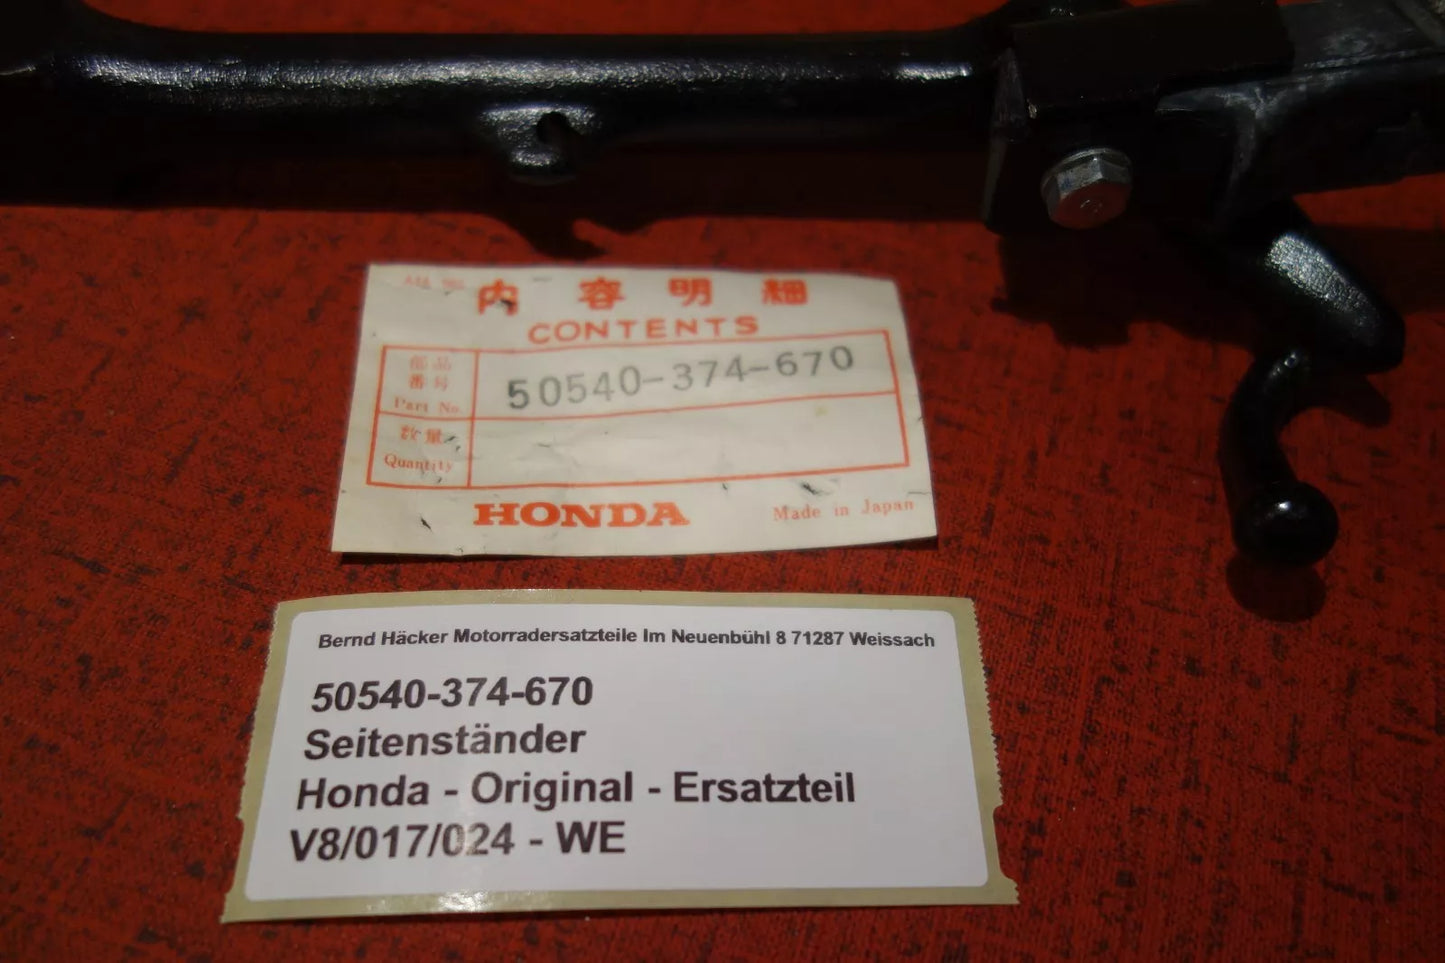 内容明細
CONTENTS
部品
番号
Part No.
50540-374-670
数量
Quantity
HONDA
Made in Japan
Bernd Häcker Motorradersatzteile Im Neuenbühl 8 71287 Weissach
50540-374-670
Seitenständer
Honda - Original - Ersatzteil
V8/017/024 - WE